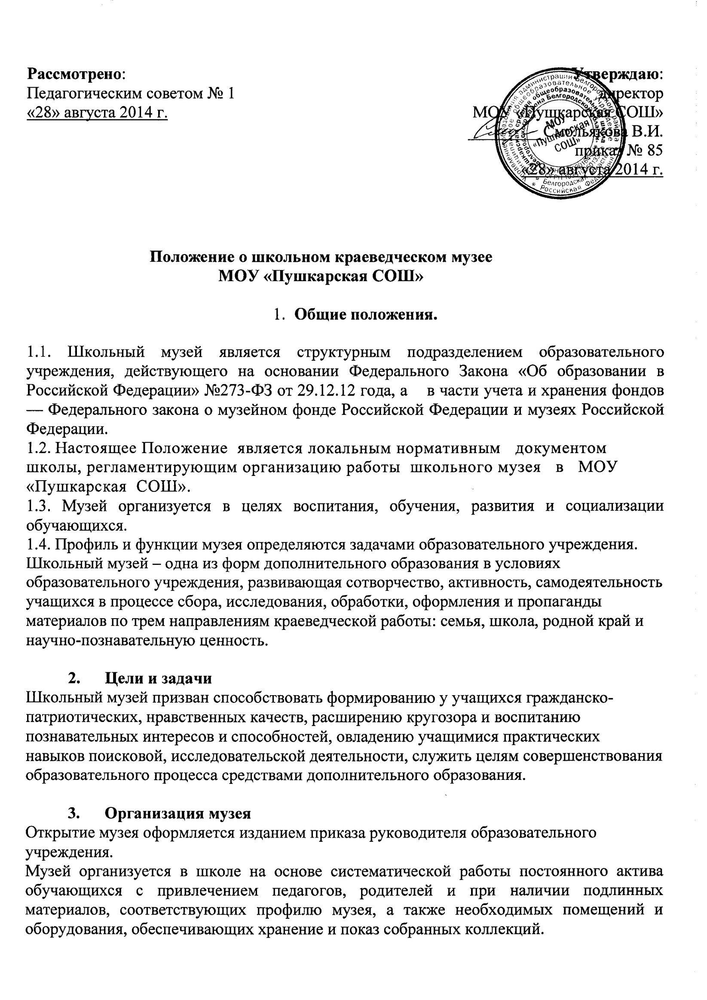 Рассмотрено:
Педагогическим советом № 1
«28» августа 2014 г.
Утверждаю:
директор
МОУ «Пушкарская СОШ»
Смольякова В.И.
приказ № 85
«28» августа 2014 г.
МОУ
«Пушкарская
СОШ»
Положение о школьном краеведческом музее
МОУ «Пушкарская СОШ»
1. Общие положения.
1.1. Школьный музей является структурным подразделением образовательного
учреждения, действующего на основании Федерального Закона «Об образовании в
Российской Федерации» №273-ФЗ от 29.12.12 года, а в части учета и хранения фондов
— Федерального закона о музейном фонде Российской Федерации и музеях Российской
Федерации.
1.2. Настоящее Положение является локальным нормативным документом
школы, регламентирующим организацию работы школьного музея в МОУ
«Пушкарская СОШ».
1.3. Музей организуется в целях воспитания, обучения, развития и социализации
обучающихся.
1.4. Профиль и функции музея определяются задачами образовательного учреждения.
Школьный музей – одна из форм дополнительного образования в условиях
образовательного учреждения, развивающая сотворчество, активность, самодеятельность
учащихся в процессе сбора, исследования, обработки, оформления и пропаганды
материалов по трем направлениям краеведческой работы: семья, школа, родной край и
научно-познавательную ценность.
2. Цели и задачи
Школьный музей призван способствовать формированию у учащихся гражданско-
патриотических, нравственных качеств, расширению кругозора и воспитанию
познавательных интересов и способностей, овладению учащимися практических
навыков поисковой, исследовательской деятельности, служить целям совершенствования
образовательного процесса средствами дополнительного образования.
3. Организация музея
Открытие музея оформляется изданием приказа руководителя образовательного
учреждения.
Музей организуется в школе на основе систематической работы постоянного актива
обучающихся с привлечением педагогов, родителей и при наличии подлинных
материалов, соответствующих профилю музея, а также необходимых помещений и
оборудования, обеспечивающих хранение и показ собранных коллекций.